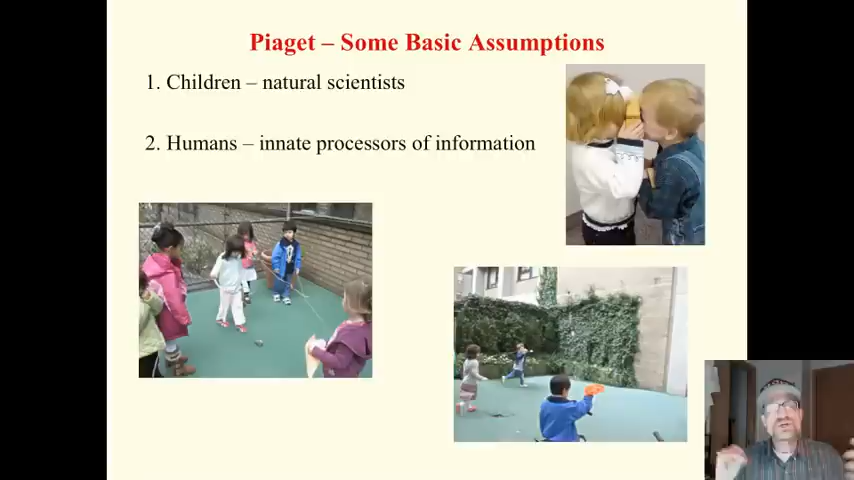 Piaget – Some Basic Assumptions
1. Children – natural scientists
2. Humans – innate processors of information